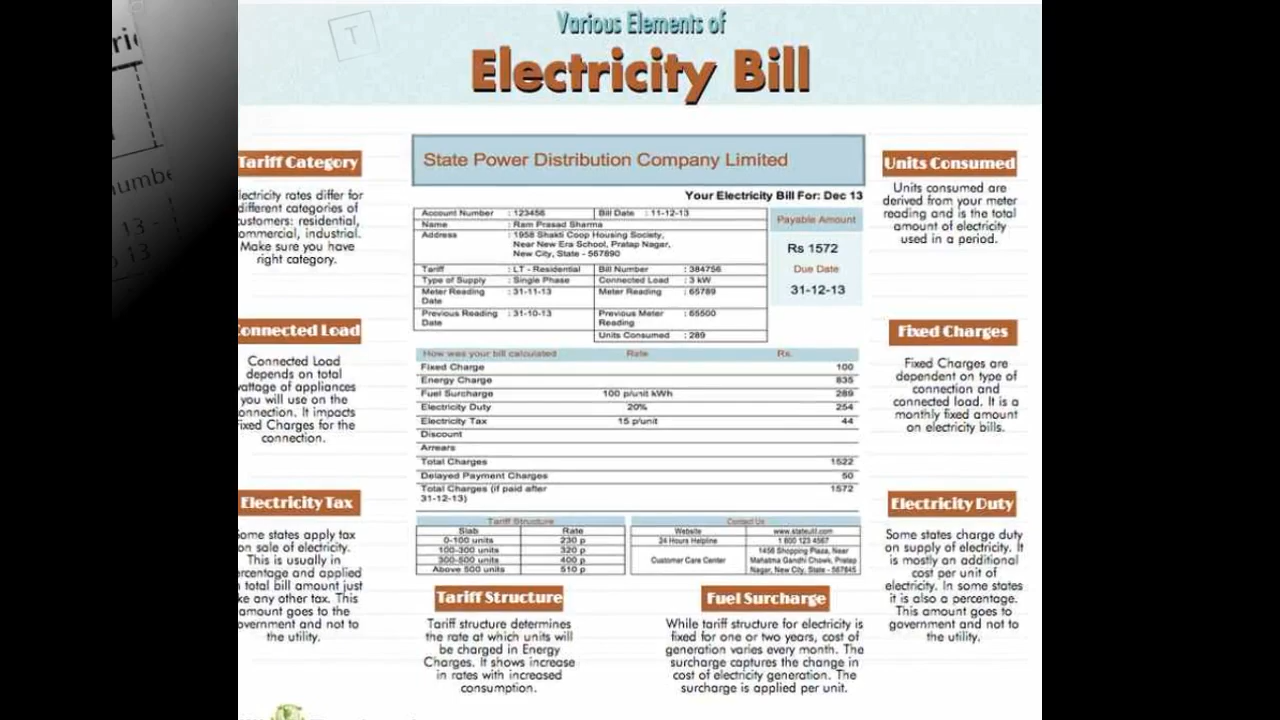 T
Various Elements of
Electricity Bill
Tariff Category
lectricity rates differ for
different categories of
ustomers: residential,
ommercial, industrial.
Make sure you have
right category.
onnected Load
Connected Load
depends on total
wattage of appliances
you will use on the
onnection. It impacts
ixed Charges for the
connection.
Electricity Tax
ome states apply tax
on sale of electricity.
This is usually in
ercentage and applied
total bill amount just
ke any other tax. This
amount goes to the
overnment and not to
the utility.
State Power Distribution Company Limited
Your Electricity Bill For: Dec 13
Account Number : 123456 Bill Date : 11-12-13
Name : Ram Prasad Sharma
Address : 1958 Shakti Coop Housing Society,
Near New Era School, Pratap Nagar,
New City, State - 567890
Tariff : LT - Residential Bill Number : 384756
Type of Supply : Single Phase Connected Load : 3 kW
Meter Reading : 31-11-13 Meter Reading : 65789
Date
Previous Reading : 31-10-13 Previous Meter : 65500
Date Reading
Units Consumed : 289
Payable Amount
Rs 1572
Due Date
31-12-13
How was your bill calculated Rate Rs.
Fixed Charge 100
Energy Charge 835
Fuel Surcharge 100 p/unit kWh 289
Electricity Duty 20% 254
Electricity Tax 15 p/unit 44
Discount
Arrears
Total Charges 1522
Delayed Payment Charges 50
Total Charges (if paid after 1572
31-12-13)
Tariff Structure
Slab Rate
0-100 units 230 p
100-300 units 320 p
300-500 units 400 p
Above 500 units 510 p
Contact Us
Website www.stateutil.com
24 Hours Helpline 1 800 123 4567
Customer Care Center 1456 Shopping Plaza, Near
Mahatma Gandhi Chowk, Pratap
Nagar, New City, State - 567845
Tariff Structure
Tariff structure determines
the rate at which units will
be charged in Energy
Charges. It shows increase
in rates with increased
consumption.
Fuel Surcharge
While tariff structure for electricity is
fixed for one or two years, cost of
generation varies every month. The
surcharge captures the change in
cost of electricity generation. The
surcharge is applied per unit.
Units Consumed
Units consumed are
derived from your meter
reading and is the total
amount of electricity
used in a period.
Fixed Charges
Fixed Charges are
dependent on type of
connection and
connected load. It is a
monthly fixed amount
on electricity bills.
Electricity Duty
Some states charge duty
on supply of electricity. It
is mostly an additional
cost per unit of
electricity. In some states
it is also a percentage.
This amount goes to
government and not to
the utility.